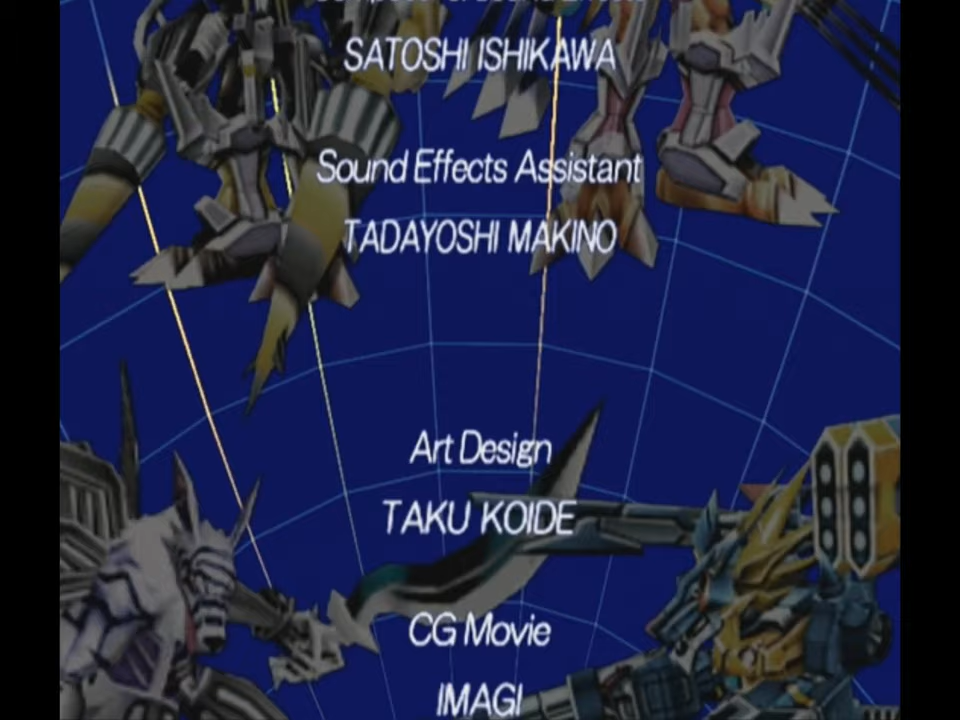 SATOSHI ISHIKAWA
Sound Effects Assistant
TADAYOSHI MAKINO
Art Design
TAKU KOIDE
CG Movie
IMAGI